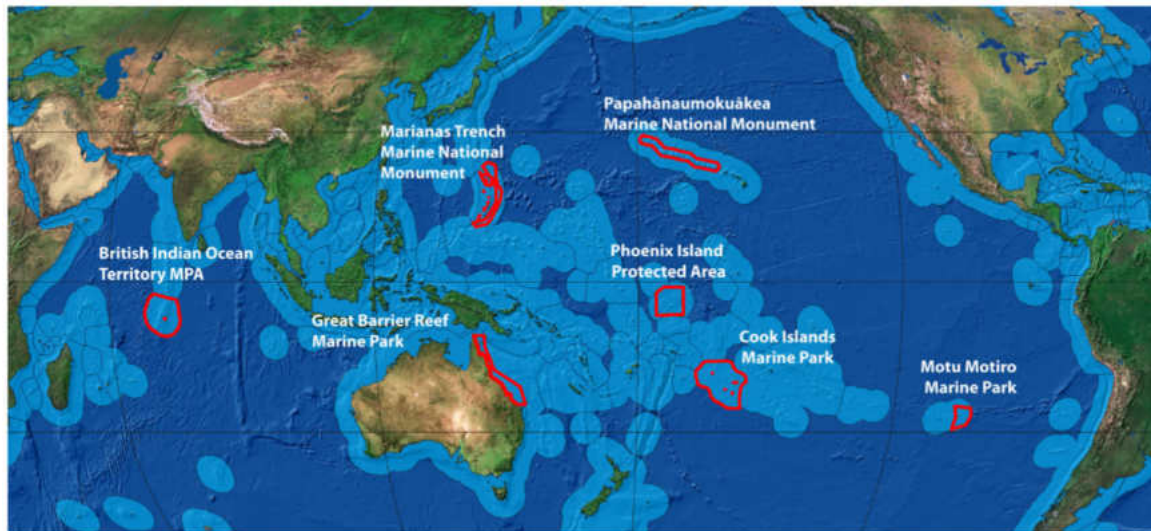 Papahānaumokuākea
Marine National Monument
Marianas Trench
Marine National
Monument
British Indian Ocean
Territory MPA
Phoenix Island
Protected Area
Great Barrier Reef
Marine Park
Cook Islands
Marine Park
Motu Motiro
Marine Park